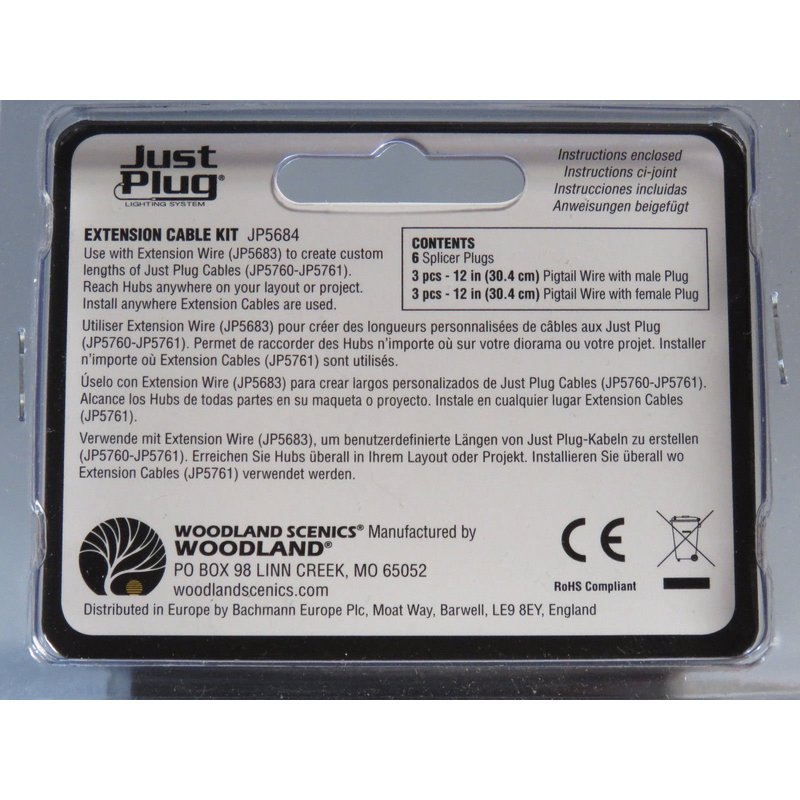 Just
Plug®
LIGHTING SYSTEM
Instructions enclosed
Instructions ci-joint
Instrucciones incluidas
Anweisungen beigefügt
EXTENSION CABLE KIT JP5684
Use with Extension Wire (JP5683) to create custom
lengths of Just Plug Cables (JP5760-JP5761).
Reach Hubs anywhere on your layout or project.
Install anywhere Extension Cables are used.
CONTENTS
6 Splicer Plugs
3 pcs - 12 in (30.4 cm) Pigtail Wire with male Plug
3 pcs - 12 in (30.4 cm) Pigtail Wire with female Plug
Utiliser Extension Wire (JP5683) pour créer des longueurs personnalisées de câbles aux Just Plug
(JP5760-JP5761). Permet de raccorder des Hubs n'importe où sur votre diorama ou votre projet. Installer
n'importe où Extension Cables (JP5761) sont utilisés.
Úselo con Extension Wire (JP5683) para crear largos personalizados de Just Plug Cables (JP5760-JP5761).
Alcance los Hubs de todas partes en su maqueta o proyecto. Instale en cualquier lugar Extension Cables
(JP5761).
Verwende mit Extension Wire (JP5683), um benutzerdefinierte Längen von Just Plug-Kabeln zu erstellen
(JP5760-JP5761). Erreichen Sie Hubs überall in Ihrem Layout oder Projekt. Installieren Sie überall wo
Extension Cables (JP5761) verwendet werden.
WOODLAND SCENICS® Manufactured by
WOODLAND®
PO BOX 98 LINN CREEK, MO 65052
woodlandscenics.com
CE
RoHS Compliant
Distributed in Europe by Bachmann Europe Plc, Moat Way, Barwell, LE9 8EY, England